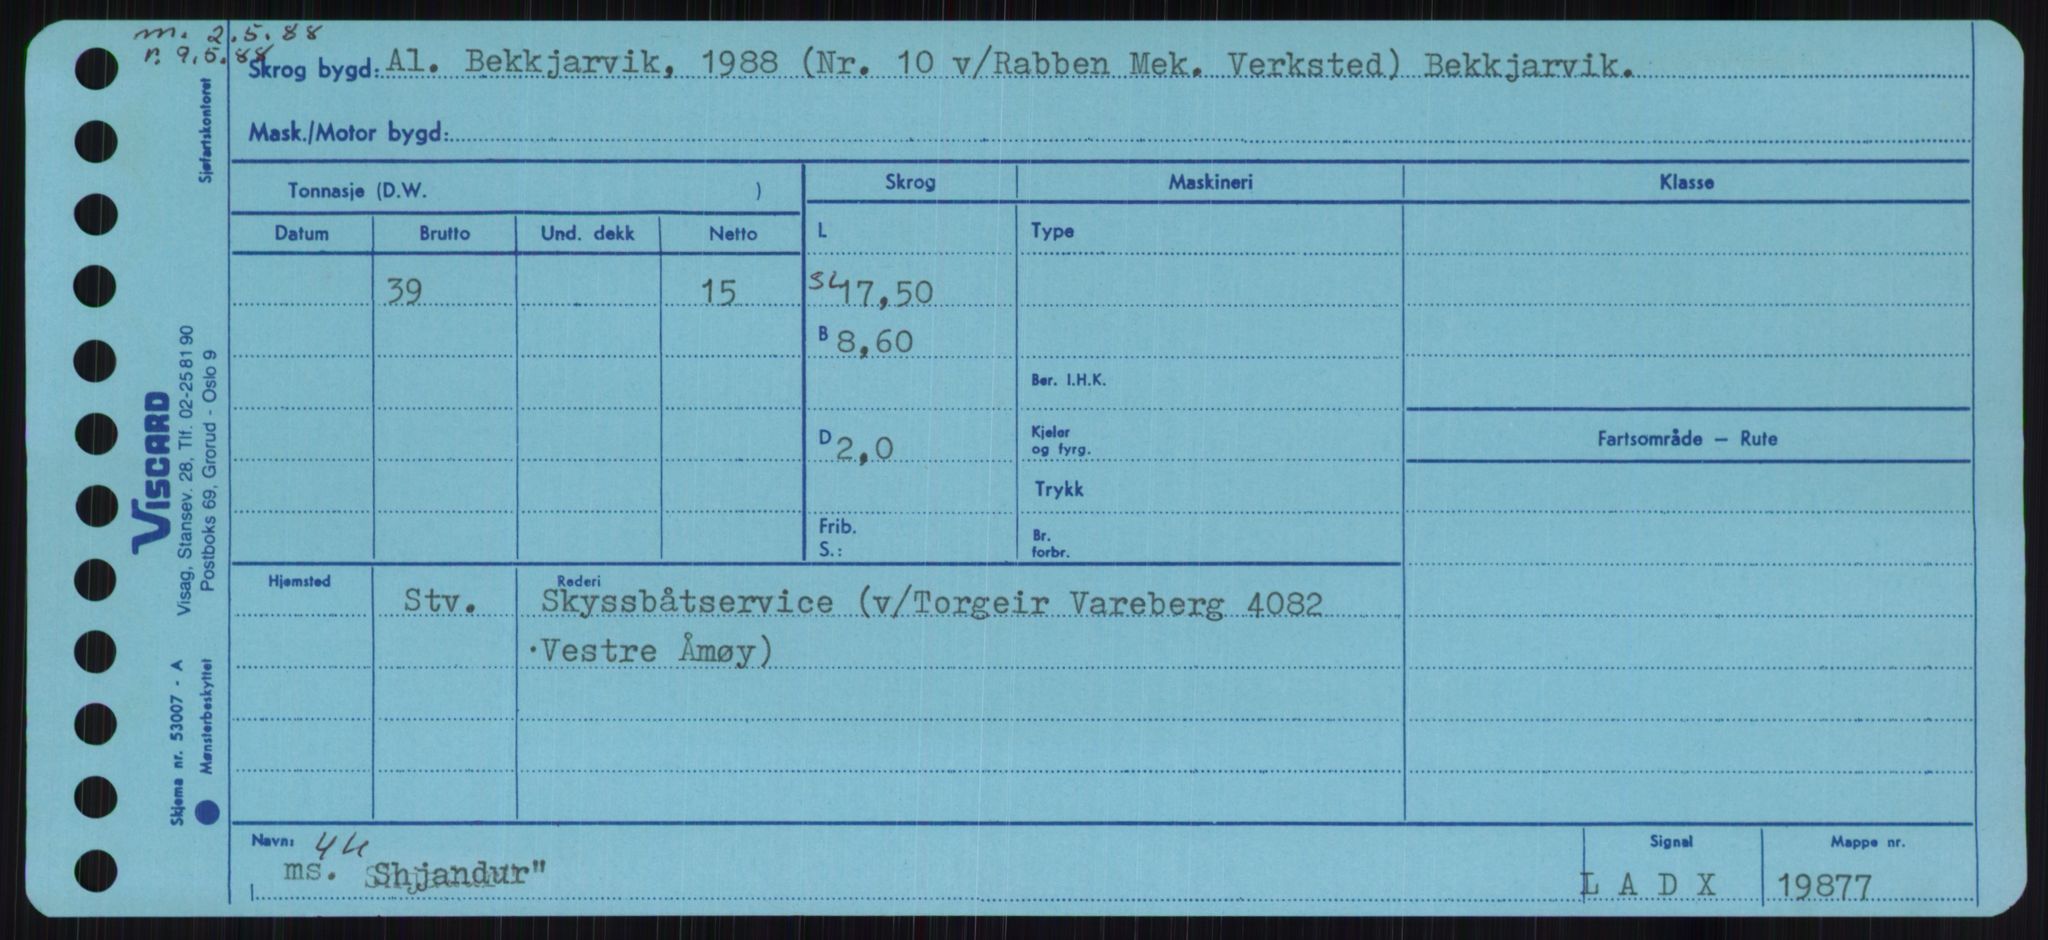 m. 2.5.88
r. 9.5.88
Skrog bygd: Al. Bekkjarvik, 1988 (Nr. 10 v/Rabben Mek. Verksted) Bekkjarvik.
Mask./Motor bygd:
Tonnasje (D.W. )
Skrog Maskineri Klasse
Datum Brutto Und. dekk Netto L Type
39 15 SL 17,50
B 8,60
Ber. I.H.K.
D 2,0
Kjeler
og fyrg.
Fartsområde — Rute
Trykk
Frib.
S.:
Br.
forbr.
Hjemsted Rederi
Stv. Skyssbåtservice (v/Torgeir Vareberg 4082
Vestre Åmøy)
Navn:
ms. Shjandur"
Signal
L A D X
Mappe nr.
19877
Sjøfartskontoret
VISCARD
Visag, Stansev. 28, Tlf. 02-25 81 90
Postboks 69, Grorud - Oslo 9
Skjema nr. 53007 - A
Mønsterbeskyttet